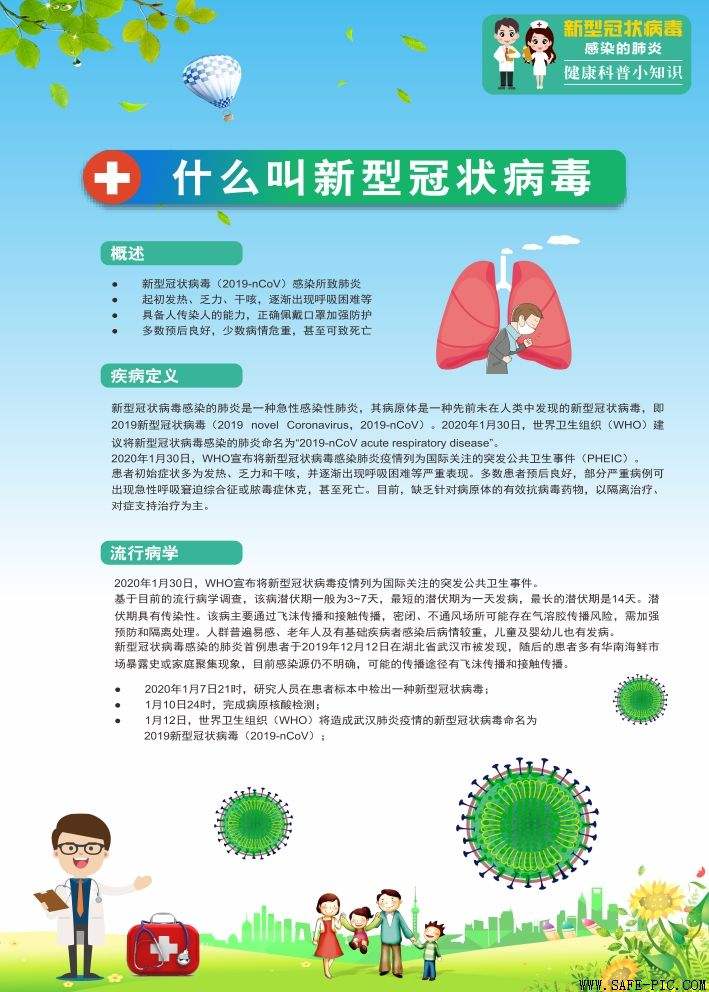 新型冠状病毒
感染的肺炎
健康科普小知识
什么叫新型冠状病毒
概述
● 新型冠状病毒（2019-nCoV）感染所致肺炎
● 起初发热、乏力、干咳，逐渐出现呼吸困难等
● 具备人传染人的能力，正确佩戴口罩加强防护
● 多数预后良好，少数病情危重，甚至可致死亡
疾病定义
新型冠状病毒感染的肺炎是一种急性感染性肺炎，其病原体是一种先前未在人类中发现的新型冠状病毒，即
2019新型冠状病毒（2019 novel Coronavirus，2019-nCoV）。2020年1月30日，世界卫生组织（WHO）建
议将新型冠状病毒感染的肺炎命名为“2019-nCoV acute respiratory disease”。
2020年1月30日，WHO宣布将新型冠状病毒感染肺炎疫情列为国际关注的突发公共卫生事件（PHEIC）。
患者初始症状多为发热、乏力和干咳，并逐渐出现呼吸困难等严重表现。多数患者预后良好，部分严重病例可
出现急性呼吸窘迫综合征或脓毒症休克，甚至死亡。目前，缺乏针对病原体的有效抗病毒药物，以隔离治疗、
对症支持治疗为主。
流行病学
2020年1月30日，WHO宣布将新型冠状病毒疫情列为国际关注的突发公共卫生事件。
基于目前的流行病学调查，该病潜伏期一般为3~7天，最短的潜伏期为一天发病，最长的潜伏期是14天。潜
伏期具有传染性。该病主要通过飞沫传播和接触传播，密闭、不通风场所可能存在气溶胶传播风险，需加强
预防和隔离处理。人群普遍易感、老年人及有基础疾病者感染后病情较重，儿童及婴幼儿也有发病。
新型冠状病毒感染的肺炎首例患者于2019年12月12日在湖北省武汉市被发现，随后的患者多有华南海鲜市
场暴露史或家庭聚集现象，目前感染源仍不明确，可能的传播途径有飞沫传播和接触传播。
● 2020年1月7日21时，研究人员在患者标本中检出一种新型冠状病毒；
● 1月10日24时，完成病原核酸检测；
● 1月12日，世界卫生组织（WHO）将造成武汉肺炎疫情的新型冠状病毒命名为
2019新型冠状病毒（2019-nCoV）；
www.SAFE-PIC.COM